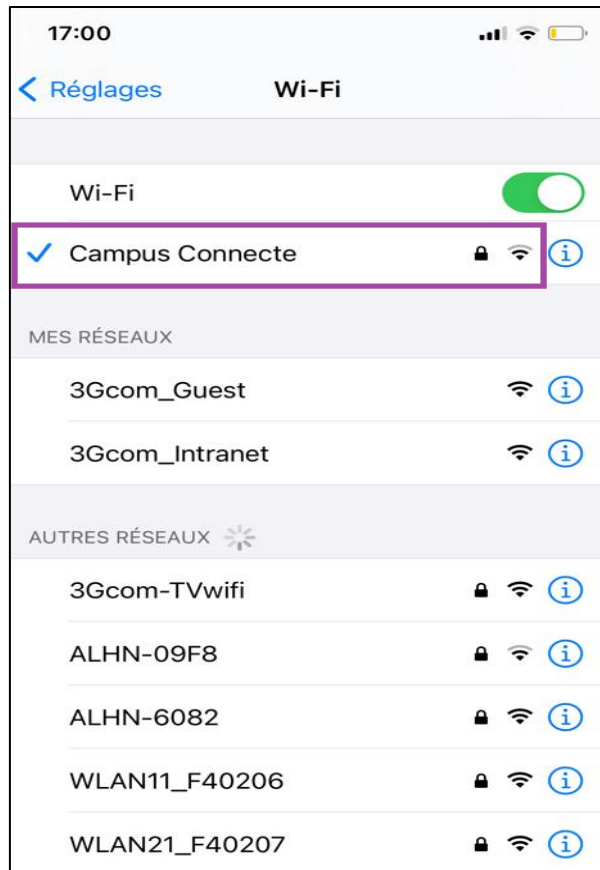 17:00
Réglages Wi-Fi
Wi-Fi
Campus Connecte
MES RÉSEAUX
3Gcom_Guest
3Gcom_Intranet
AUTRES RÉSEAUX
3Gcom-TVwifi
ALHN-09F8
ALHN-6082
WLAN11_F40206
WLAN21_F40207